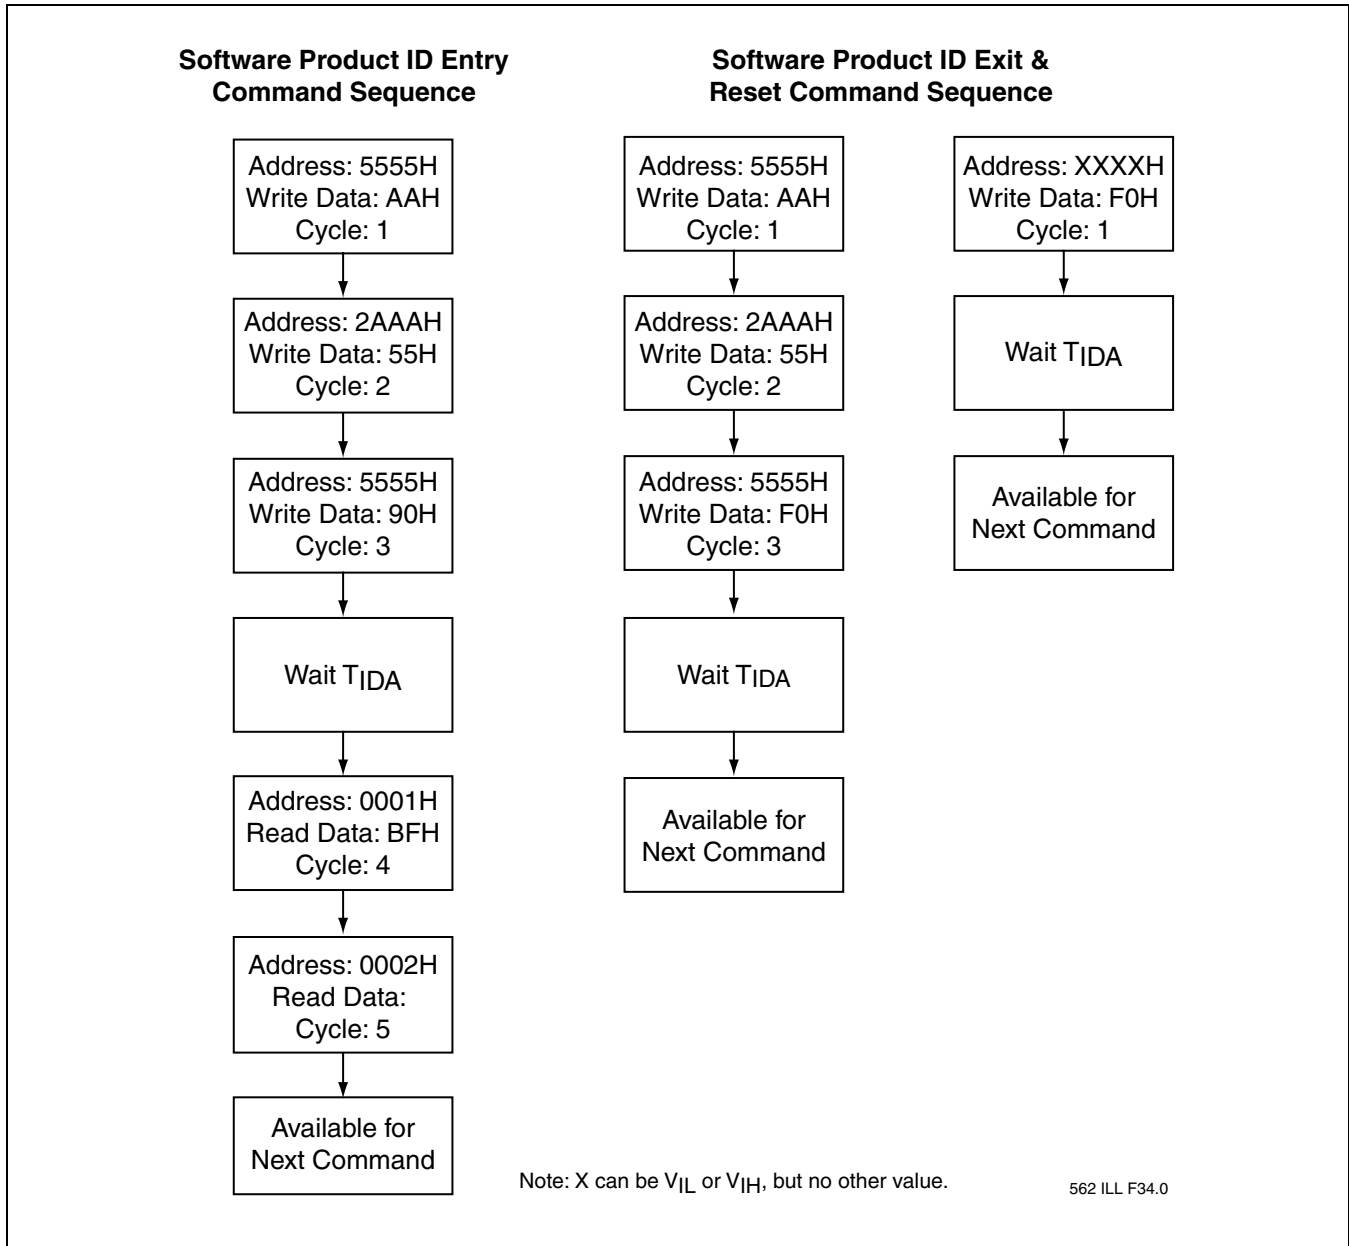 Software Product ID Entry
Command Sequence
Address: 5555H
Write Data: AAH
Cycle: 1
Address: 2AAAH
Write Data: 55H
Cycle: 2
Address: 5555H
Write Data: 90H
Cycle: 3
Wait TIDA
Address: 0001H
Read Data: BFH
Cycle: 4
Address: 0002H
Read Data:
Cycle: 5
Available for
Next Command
Software Product ID Exit &
Reset Command Sequence
Address: 5555H
Write Data: AAH
Cycle: 1
Address: 2AAAH
Write Data: 55H
Cycle: 2
Address: 5555H
Write Data: F0H
Cycle: 3
Wait TIDA
Available for
Next Command
Address: XXXXH
Write Data: F0H
Cycle: 1
Wait TIDA
Available for
Next Command
Note: X can be VIL or VIH, but no other value.
562 ILL F34.0